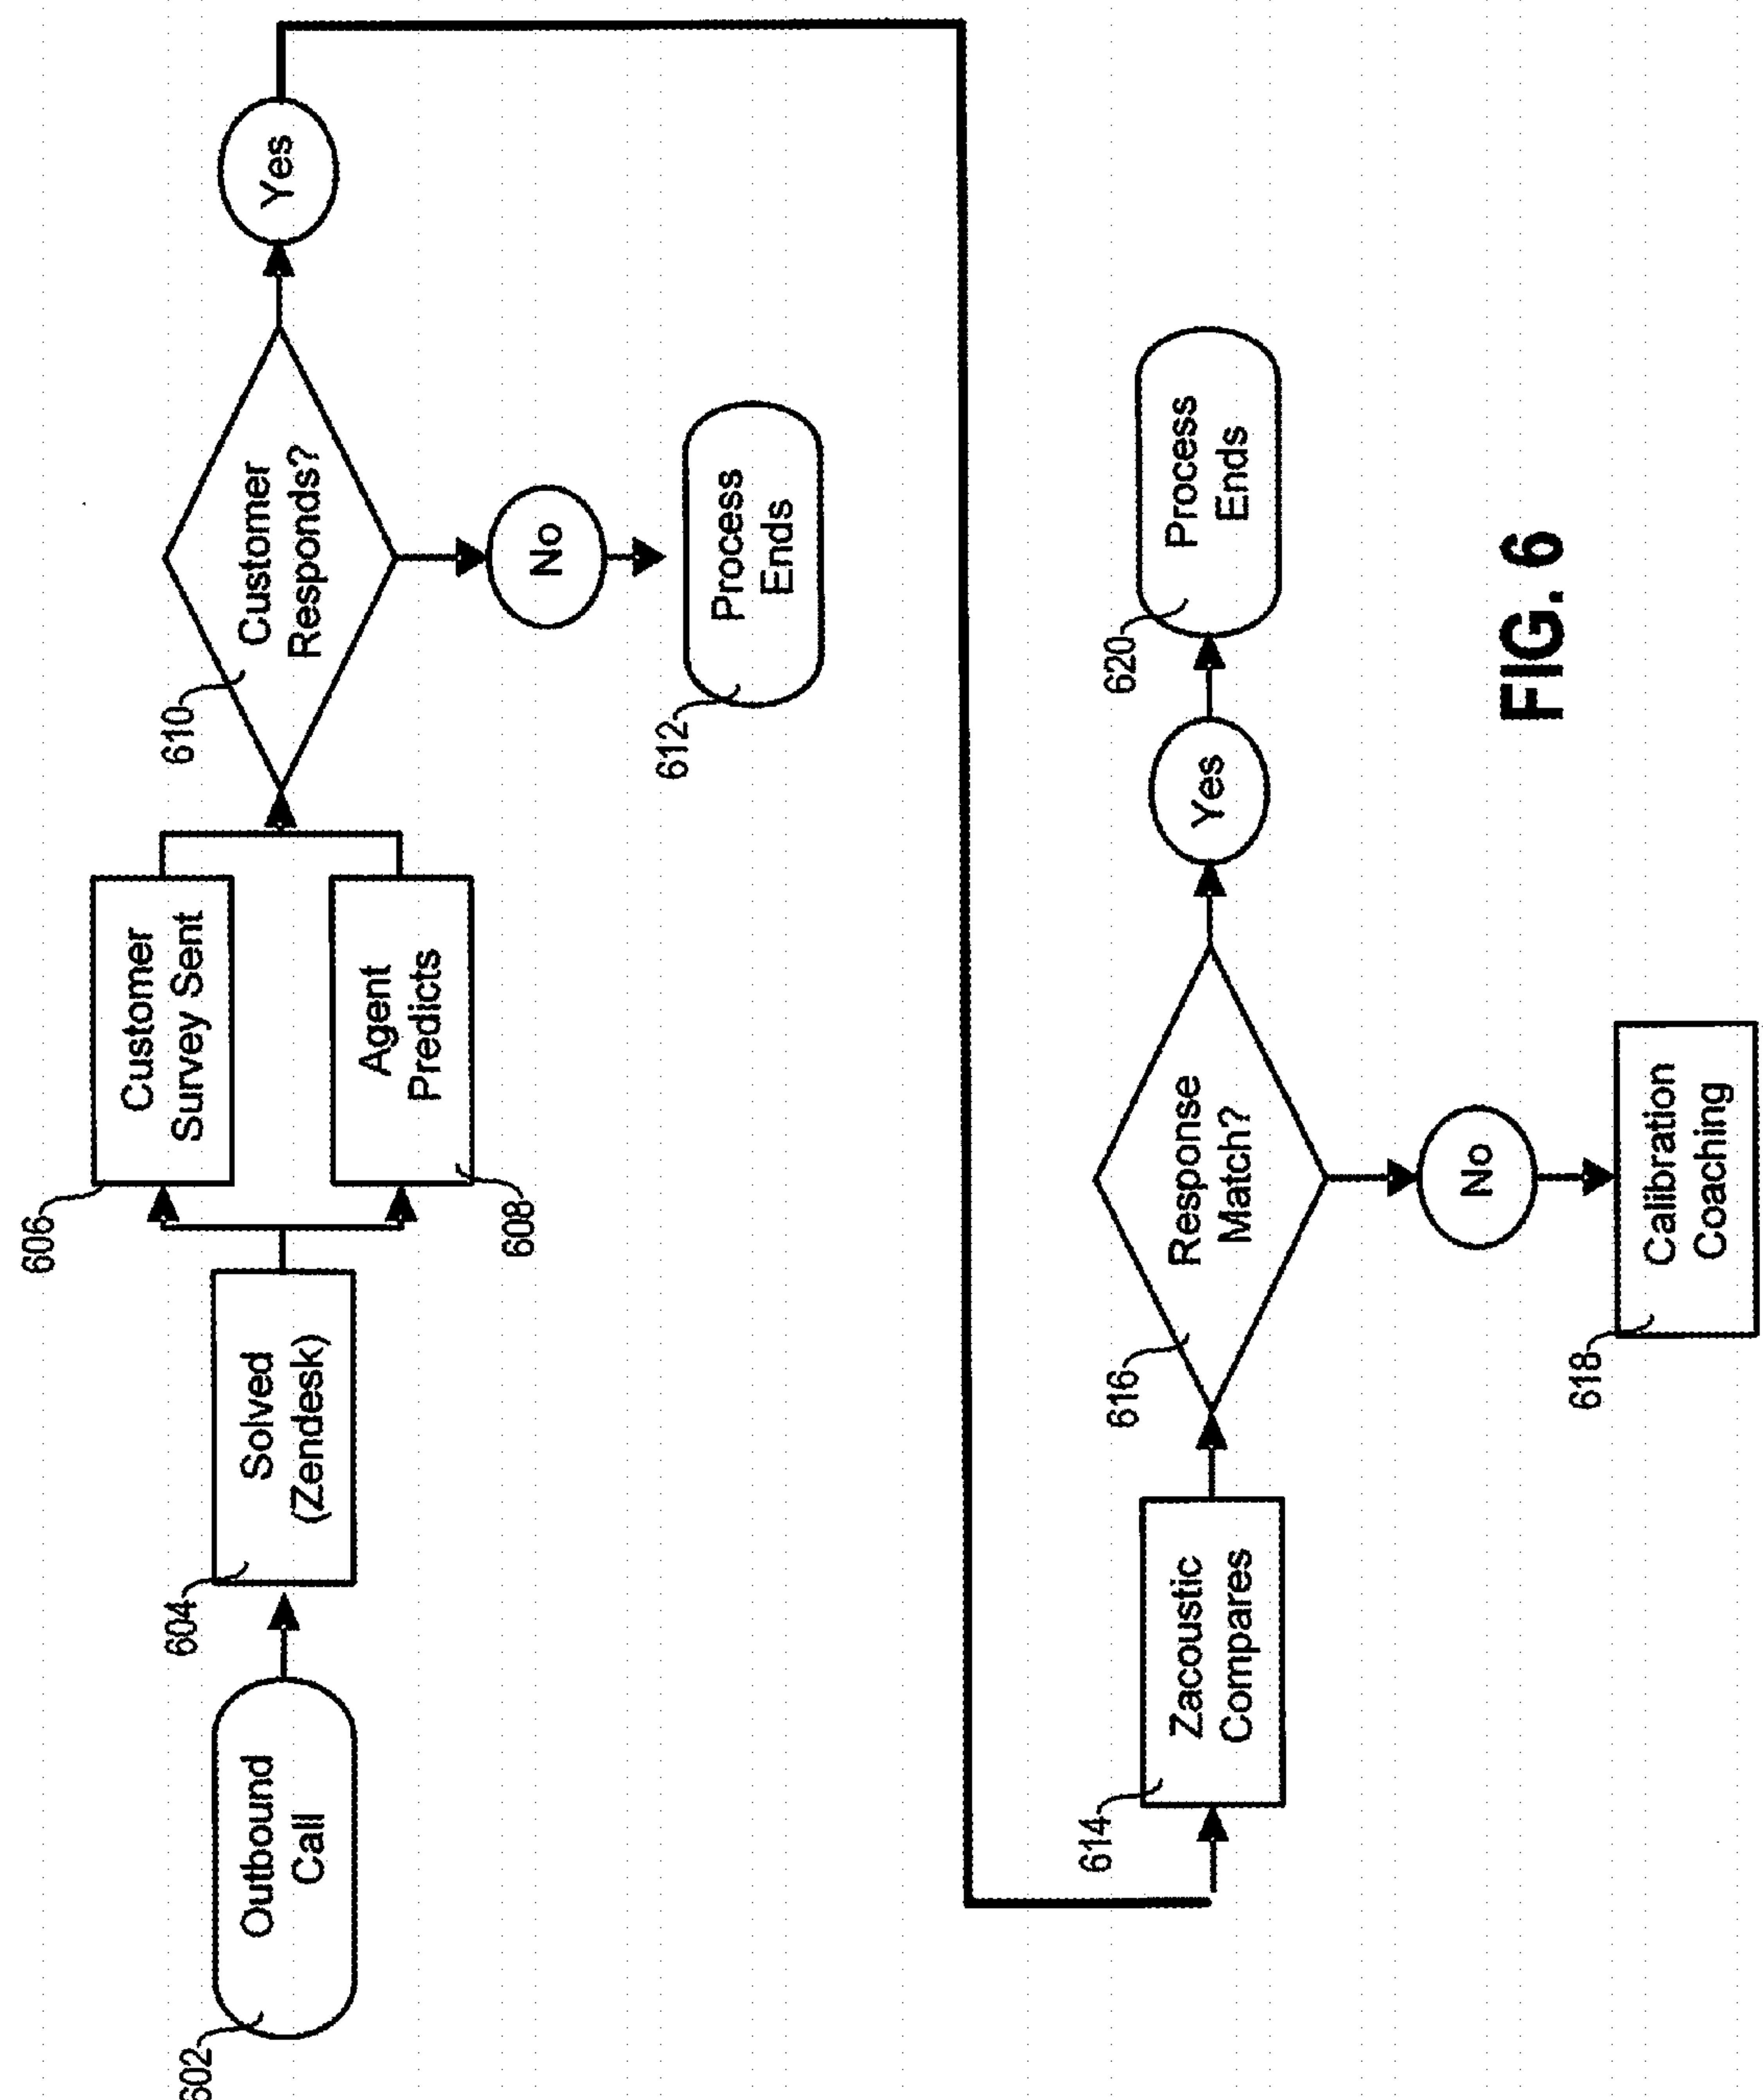 602
Outbound
Call
604
Solved
(Zendesk)
606
Customer
Survey Sent
608
Agent
Predicts
610
Customer
Responds?
Yes
No
612
Process
Ends
614
Zacoustic
Compares
616
Response
Match?
Yes
620
Process
Ends
No
618
Calibration
Coaching
FIG. 6